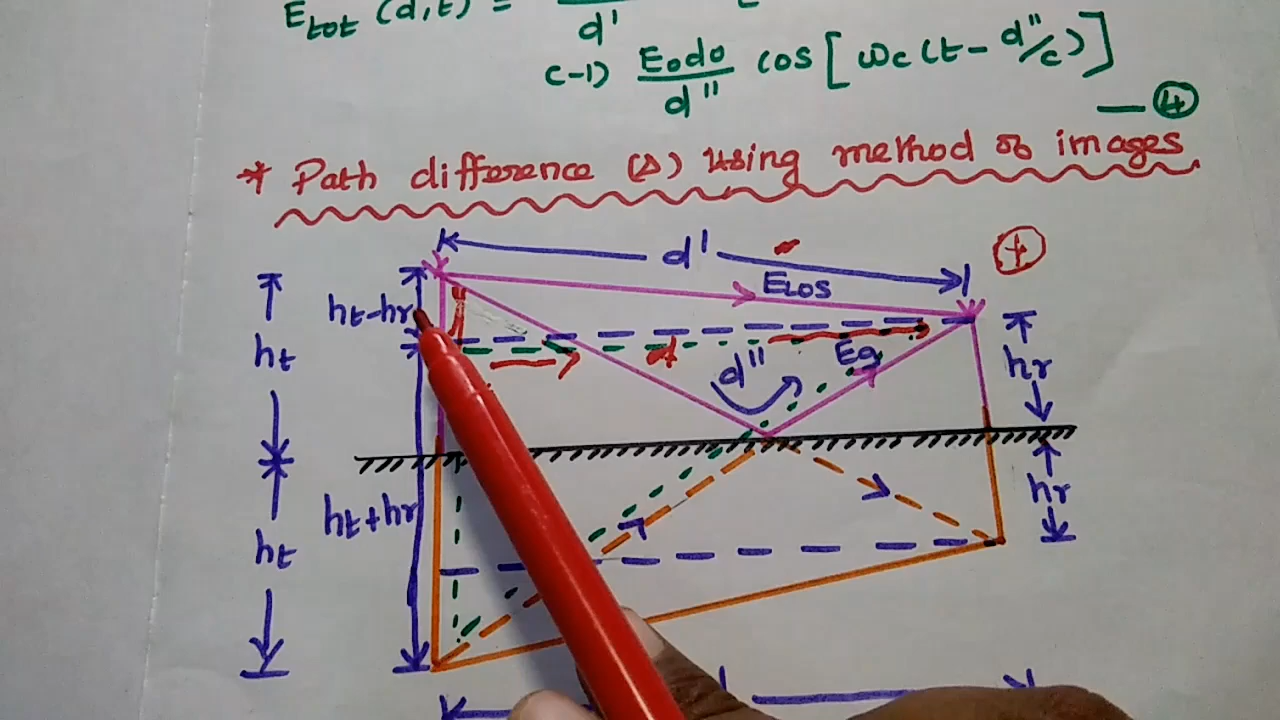 Etot (d,t) =
d'
(-1) E0d0/d'' cos [ωc(t - d''/c)]
— 4
* Path difference (Δ) using method of images
d'
ELOS
ht-hr
ht
d
d''
Eg
hr
ht+hr
hr
ht